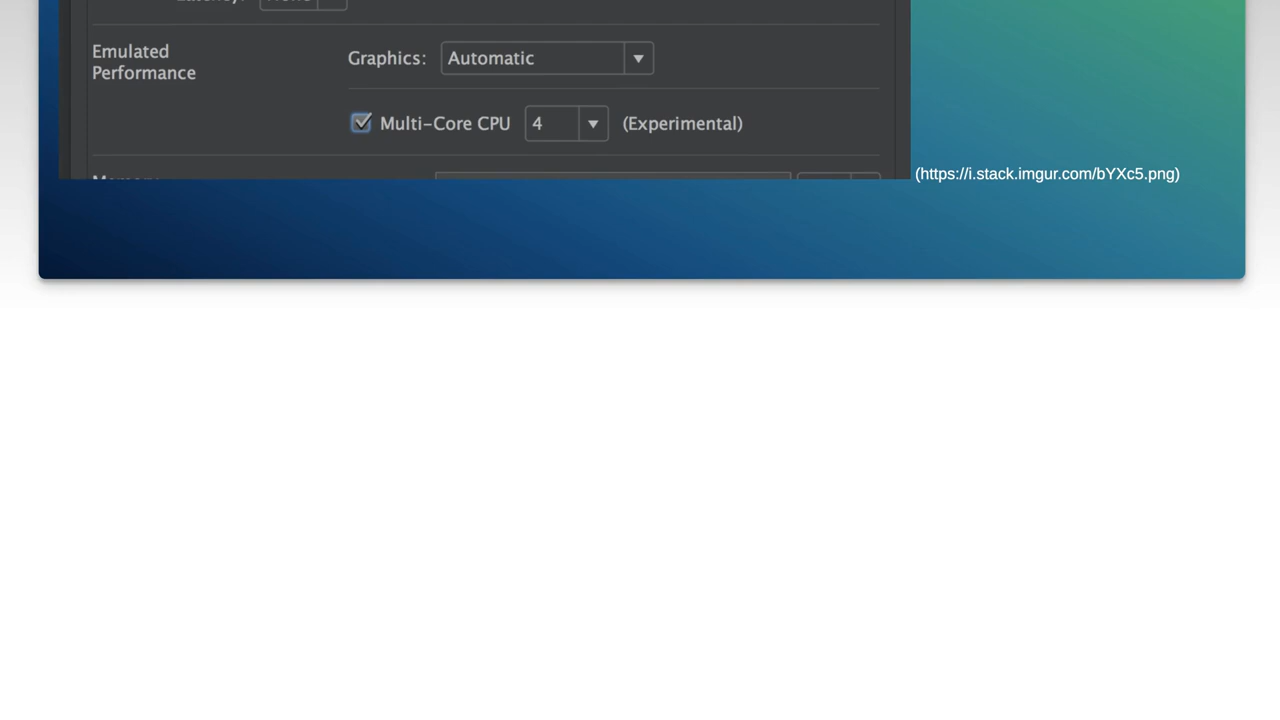 Emulated
Performance
Graphics: Automatic
Multi-Core CPU 4 (Experimental)
(https://i.stack.imgur.com/bYXc5.png)